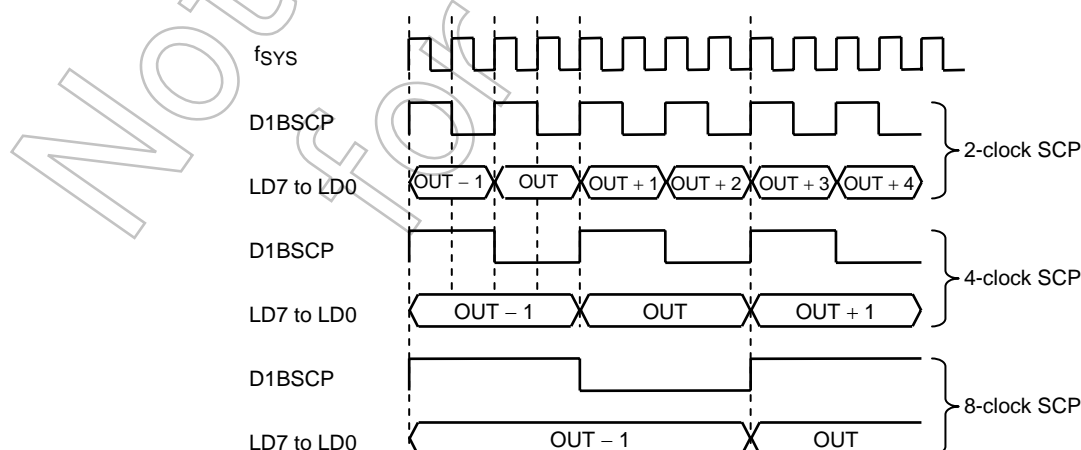 Not
for
fSYS
D1BSCP
2-clock SCP
LD7 to LD0
OUT − 1 OUT OUT + 1 OUT + 2 OUT + 3 OUT + 4
D1BSCP
4-clock SCP
LD7 to LD0
OUT − 1 OUT OUT + 1
D1BSCP
8-clock SCP
LD7 to LD0
OUT − 1 OUT